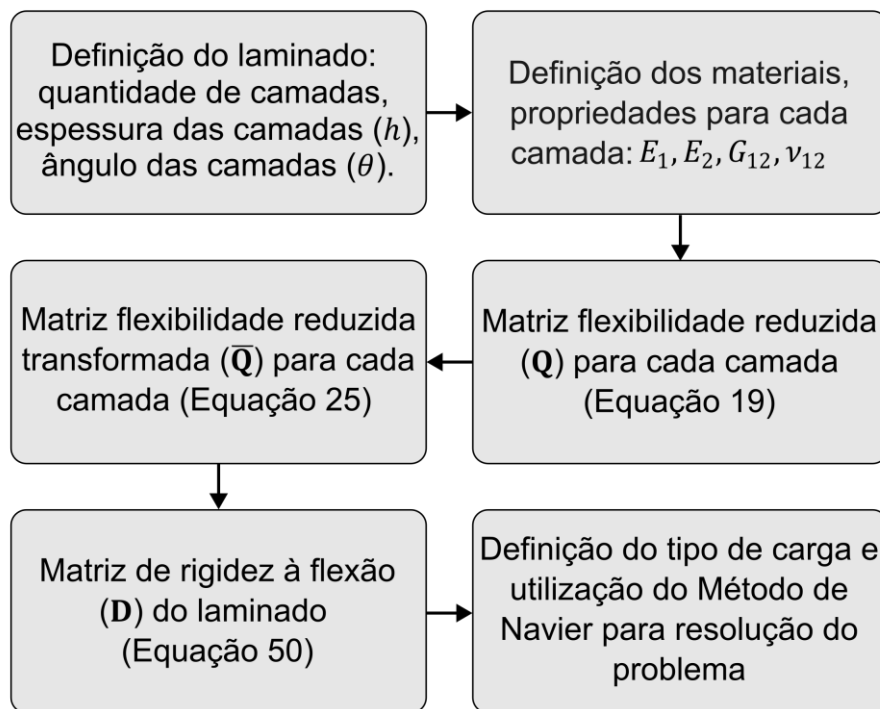 Definição do laminado:
quantidade de camadas,
espessura das camadas (ℎ),
ângulo das camadas (𝜃).
Definição dos materiais,
propriedades para cada
camada: 𝐸₁, 𝐸₂, 𝐺₁₂, 𝜈₁₂
Matriz flexibilidade reduzida
(𝐐) para cada camada
(Equação 19)
Matriz flexibilidade reduzida
transformada (𝐐̅) para cada
camada (Equação 25)
Matriz de rigidez à flexão
(𝐃) do laminado
(Equação 50)
Definição do tipo de carga e
utilização do Método de
Navier para resolução do
problema